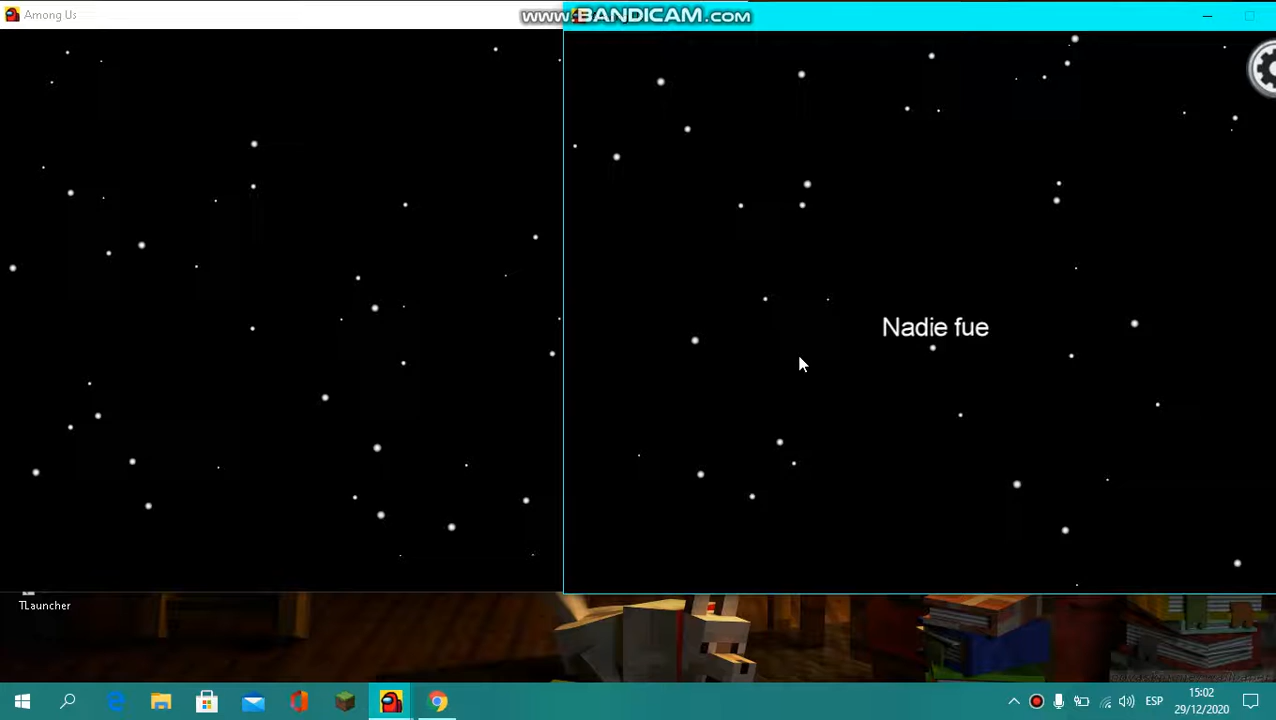 Among Us
www.BANDICAM.com
Nadie fue
TLauncher
ESP
15:02
29/12/2020